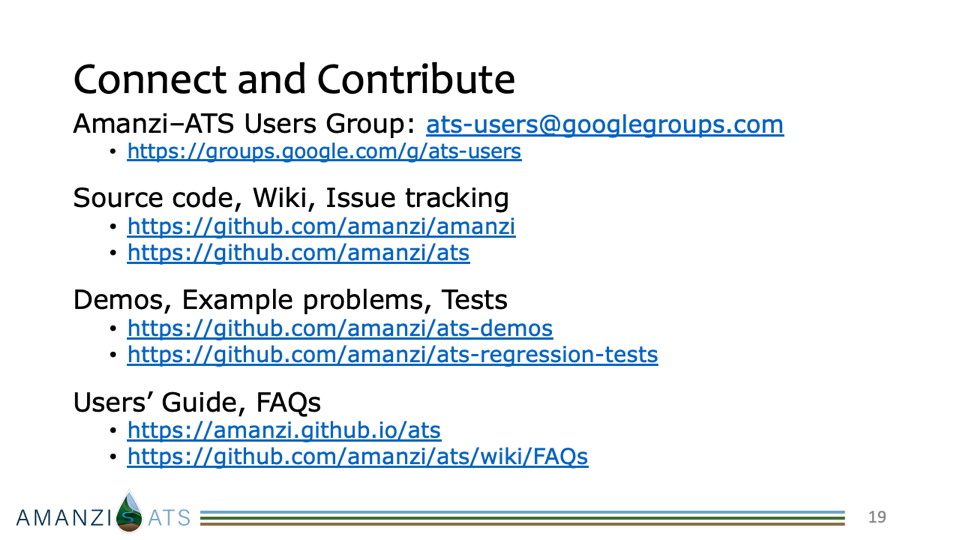 Connect and Contribute
Amanzi–ATS Users Group: ats-users@googlegroups.com
• https://groups.google.com/g/ats-users
Source code, Wiki, Issue tracking
• https://github.com/amanzi/amanzi
• https://github.com/amanzi/ats
Demos, Example problems, Tests
• https://github.com/amanzi/ats-demos
• https://github.com/amanzi/ats-regression-tests
Users’ Guide, FAQs
• https://amanzi.github.io/ats
• https://github.com/amanzi/ats/wiki/FAQs
AMANZI ATS
19